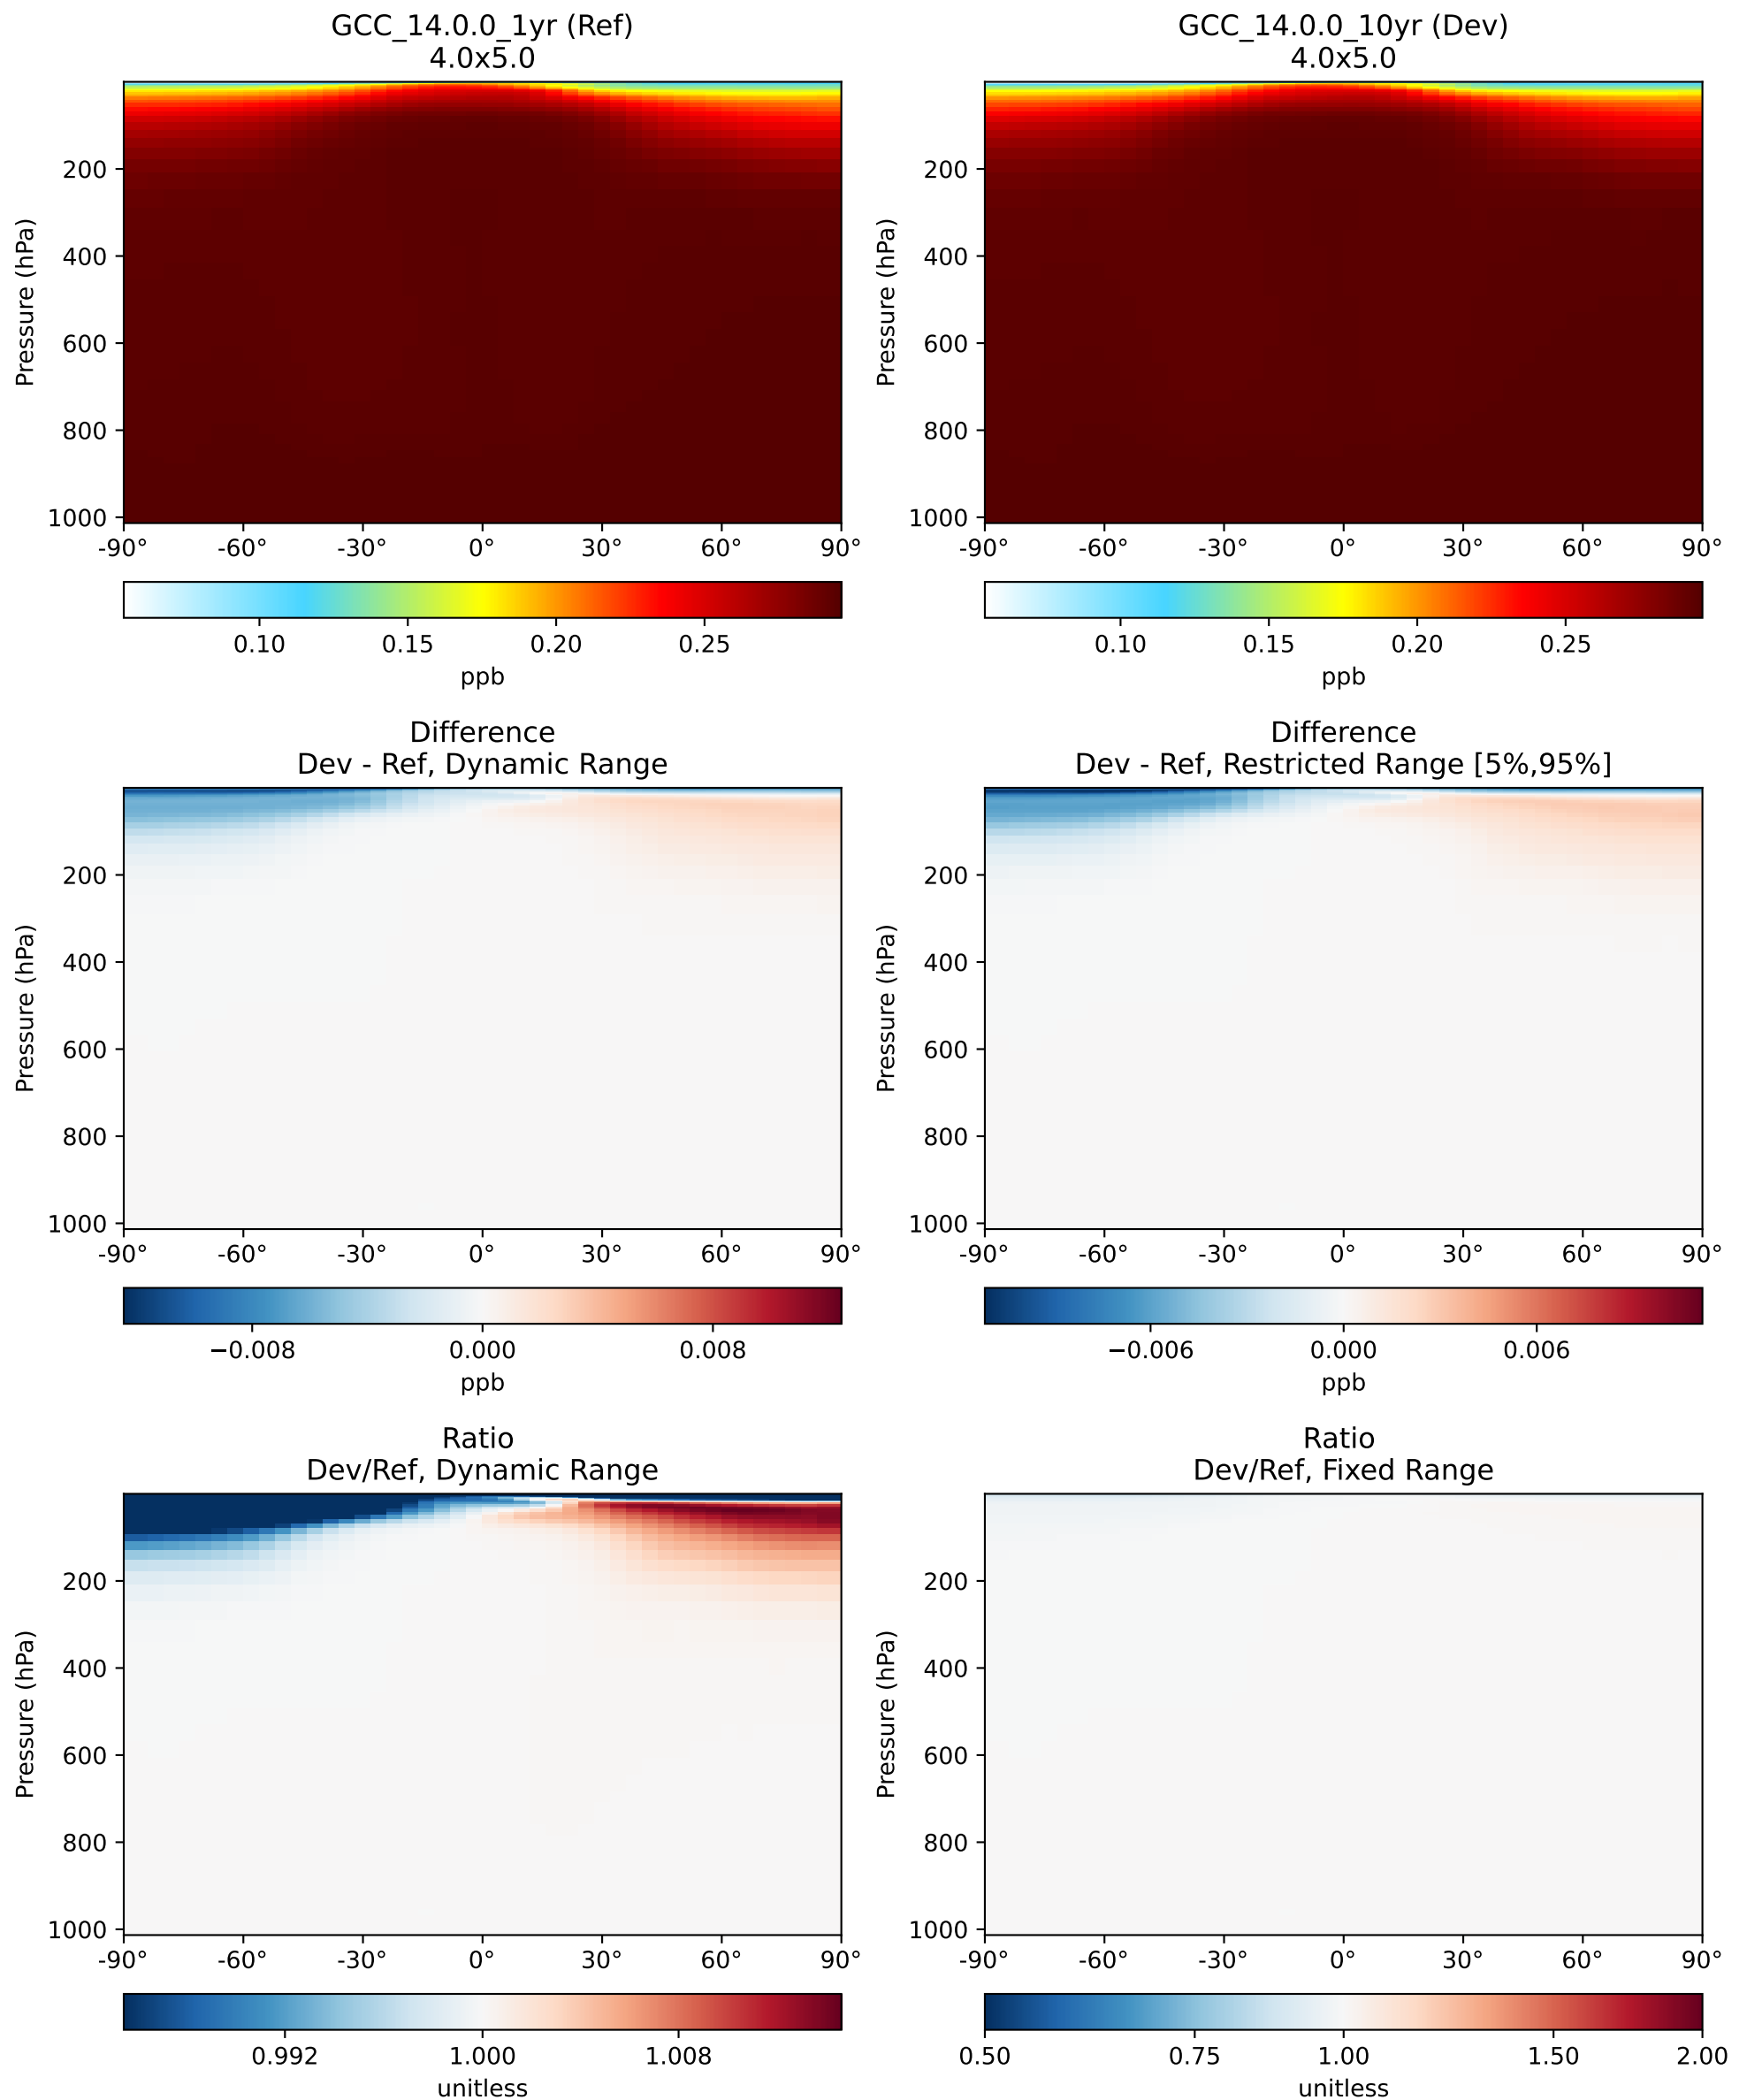 GCC_14.0.0_1yr (Ref)
4.0x5.0
Pressure (hPa)
200
400
600
800
1000
-90° -60° -30° 0° 30° 60° 90°
0.10 0.15 0.20 0.25
ppb
GCC_14.0.0_10yr (Dev)
4.0x5.0
Pressure (hPa)
200
400
600
800
1000
-90° -60° -30° 0° 30° 60° 90°
0.10 0.15 0.20 0.25
ppb
Difference
Dev - Ref, Dynamic Range
Pressure (hPa)
200
400
600
800
1000
-90° -60° -30° 0° 30° 60° 90°
−0.008 0.000 0.008
ppb
Difference
Dev - Ref, Restricted Range [5%,95%]
Pressure (hPa)
200
400
600
800
1000
-90° -60° -30° 0° 30° 60° 90°
−0.006 0.000 0.006
ppb
Ratio
Dev/Ref, Dynamic Range
Pressure (hPa)
200
400
600
800
1000
-90° -60° -30° 0° 30° 60° 90°
0.992 1.000 1.008
unitless
Ratio
Dev/Ref, Fixed Range
Pressure (hPa)
200
400
600
800
1000
-90° -60° -30° 0° 30° 60° 90°
0.50 0.75 1.00 1.50 2.00
unitless